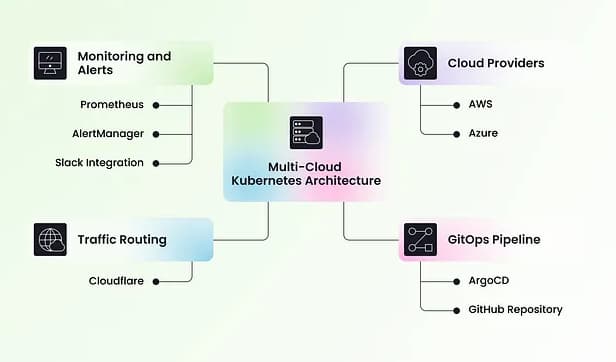 Monitoring and
Alerts
Prometheus
AlertManager
Slack Integration
Cloud Providers
AWS
Azure
Multi-Cloud
Kubernetes Architecture
Traffic Routing
Cloudflare
GitOps Pipeline
ArgoCD
GitHub Repository